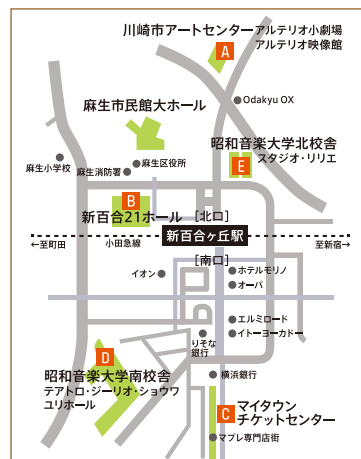 川崎市アートセンター アルテリオ小劇場
アルテリオ映像館
A
Odakyu OX
麻生市民館大ホール
昭和音楽大学北校舎
スタジオ・リリエ
E
麻生小学校
麻生区役所
麻生消防署
B
新百合21ホール
[北口]
←至町田
小田急線
新百合ヶ丘駅
至新宿→
[南口]
イオン
ホテルモリノ
オーパ
エルミロード
イトーヨーカドー
りそな
銀行
D
昭和音楽大学南校舎
テアトロ・ジーリオ・ショウワ
ユリホール
横浜銀行
C
マイタウン
チケットセンター
マプレ専門店街